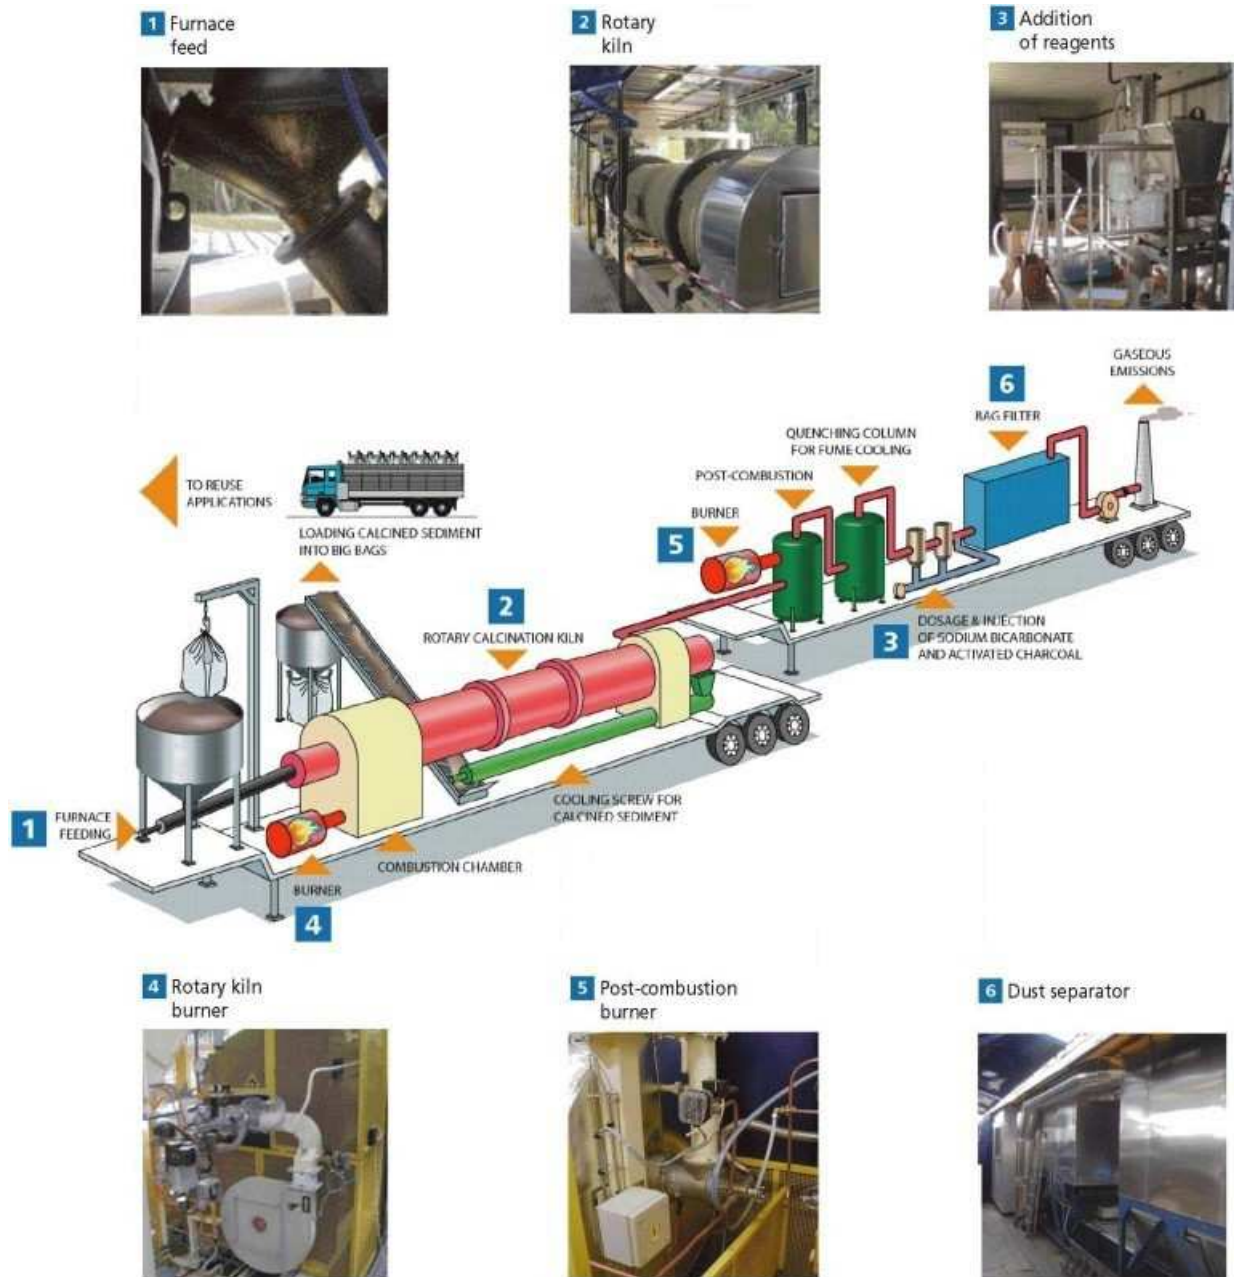 1 Furnace
feed
2 Rotary
kiln
3 Addition
of reagents
GASEOUS
EMISSIONS
6
BAG FILTER
QUENCHING COLUMN
FOR FUME COOLING
POST-COMBUSTION
BURNER
5
TO REUSE
APPLICATIONS
LOADING CALCINED SEDIMENT
INTO BIG BAGS
2
ROTARY CALCINATION KILN
3
DOSAGE & INJECTION
OF SODIUM BICARBONATE
AND ACTIVATED CHARCOAL
COOLING SCREW FOR
CALCINED SEDIMENT
1
FURNACE
FEEDING
COMBUSTION CHAMBER
BURNER
4
4 Rotary kiln
burner
5 Post-combustion
burner
6 Dust separator